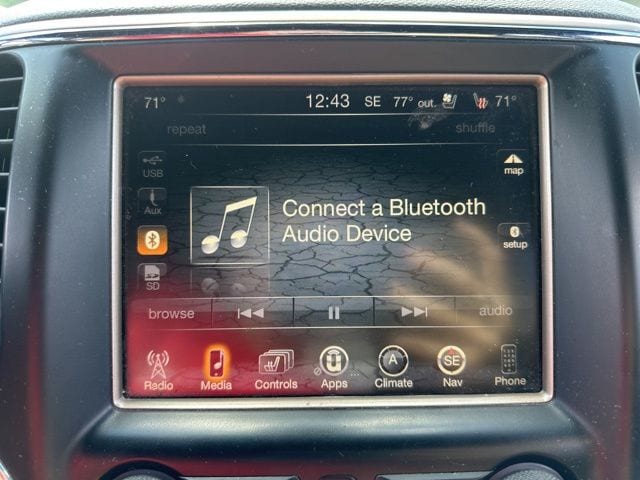 71° 12:43 SE 77° out. 71°
repeat shuffle
USB
map
Aux
Connect a Bluetooth
Audio Device
setup
SD
browse audio
Radio Media Controls A Apps Climate SE Nav Phone